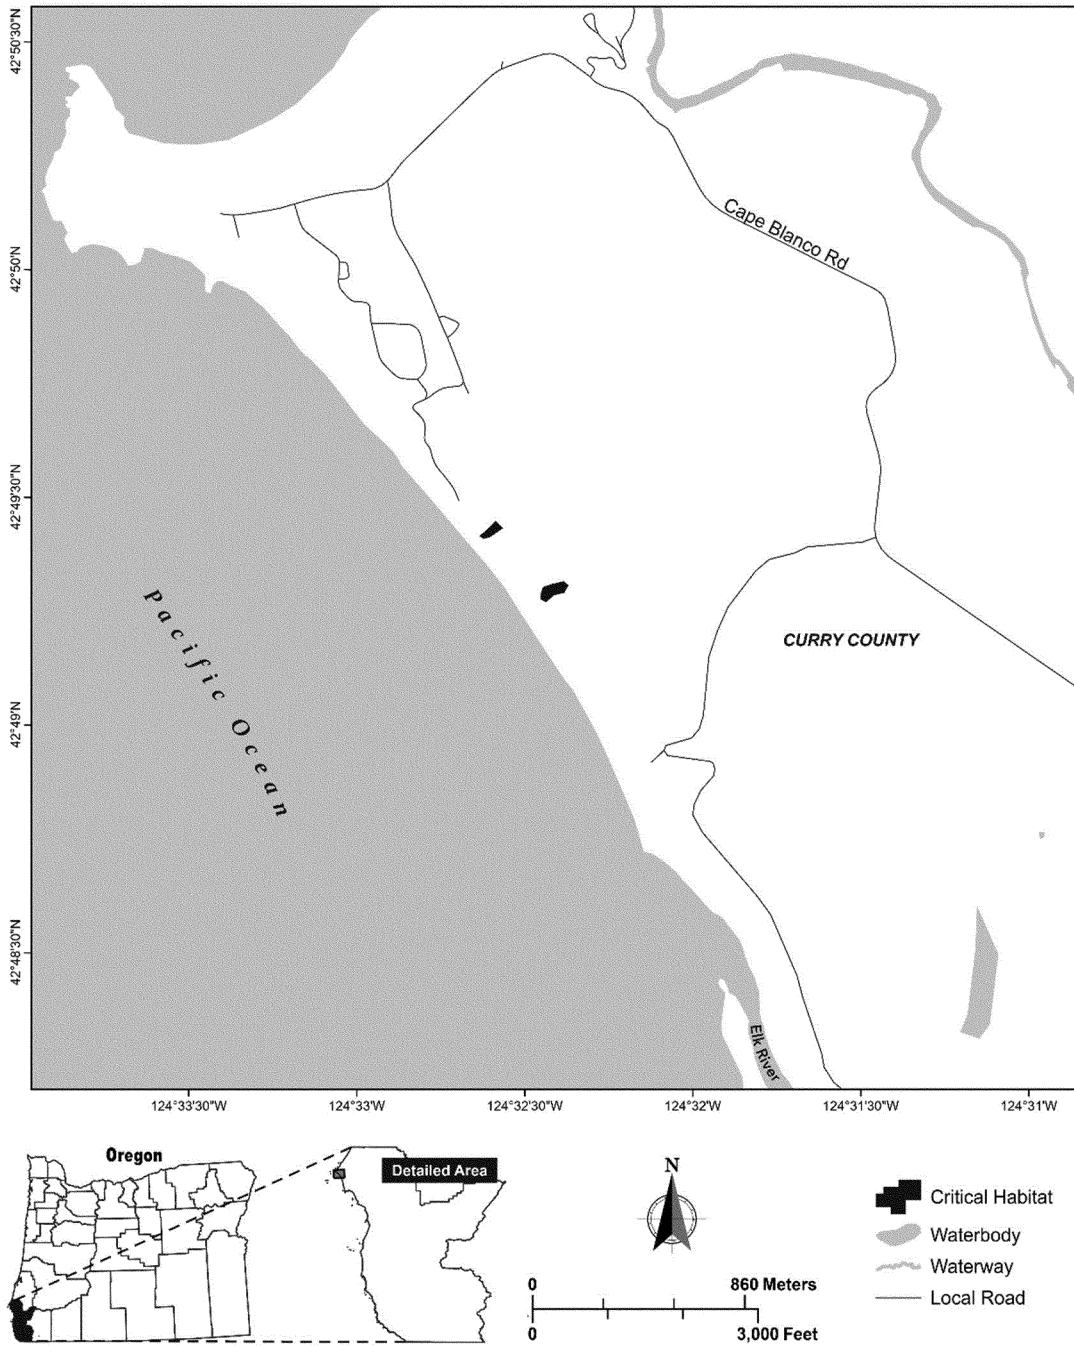 42°50'30"N
42°50'N
42°49'30"N
42°49'N
42°48'30"N
Cape Blanco Rd
CURRY COUNTY
Pacific Ocean
Elk River
124°33'30"W
124°33'W
124°32'30"W
124°32'W
124°31'30"W
124°31'W
Oregon
Detailed Area
N
0
860 Meters
0
3,000 Feet
Critical Habitat
Waterbody
Waterway
Local Road